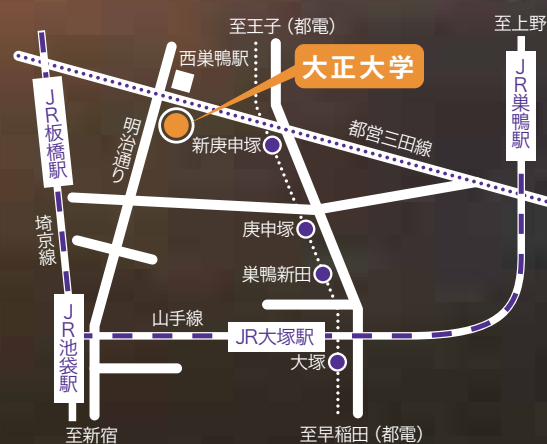 至王子（都電）
至上野
西巣鴨駅
大正大学
JR巣鴨駅
JR板橋駅
明治通り
新庚申塚
都営三田線
埼京線
庚申塚
巣鴨新田
山手線
JR大塚駅
JR池袋駅
大塚
至新宿
至早稲田（都電）